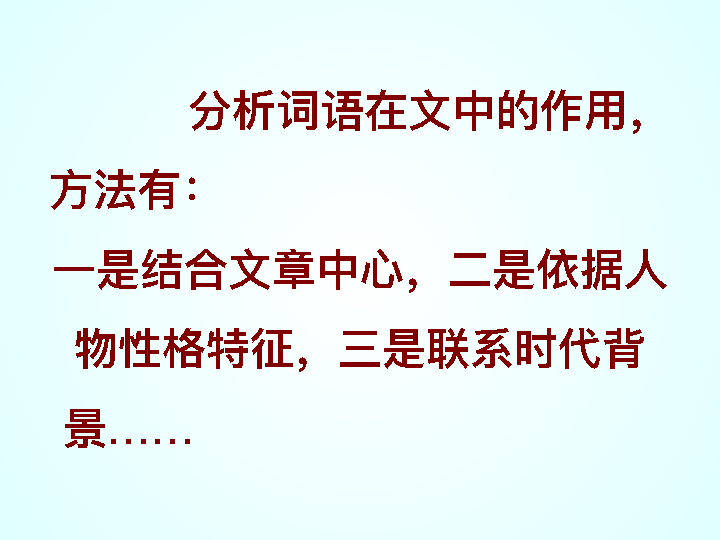 分析词语在文中的作用，
方法有：
一是结合文章中心，二是依据人
物性格特征，三是联系时代背
景……